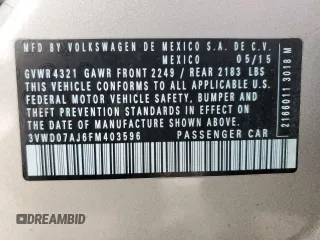 MFD BY VOLKSWAGEN DE MEXICO S.A. DE C.V.
MEXICO 05/15
GVWR4321 GAWR FRONT 2249 / REAR 2183 LBS
THIS VEHICLE CONFORMS TO ALL APPLICABLE U.S.
FEDERAL MOTOR VEHICLE SAFETY, BUMPER AND
THEFT PREVENTION STANDARDS IN EFFECT ON THE
DATE OF MANUFACTURE SHOWN ABOVE.
3VWD07AJ6FM403596 PASSENGER CAR
2166011 3018 M
DREAMBID